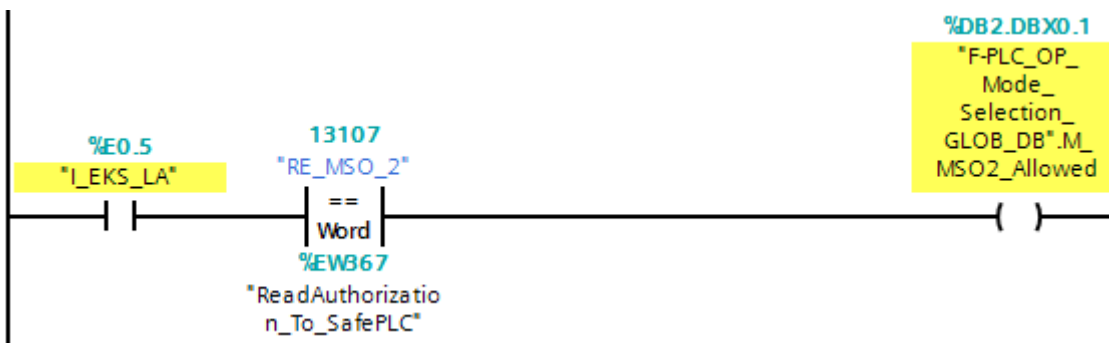 %DB2.DBX0.1
"F-PLC_OP_
Mode_
Selection_
GLOB_DB".M_
MSO2_Allowed
%E0.5
"I_EKS_LA"
13107
"RE_MSO_2"
==
Word
%EW367
"ReadAuthorizatio
n_To_SafePLC"